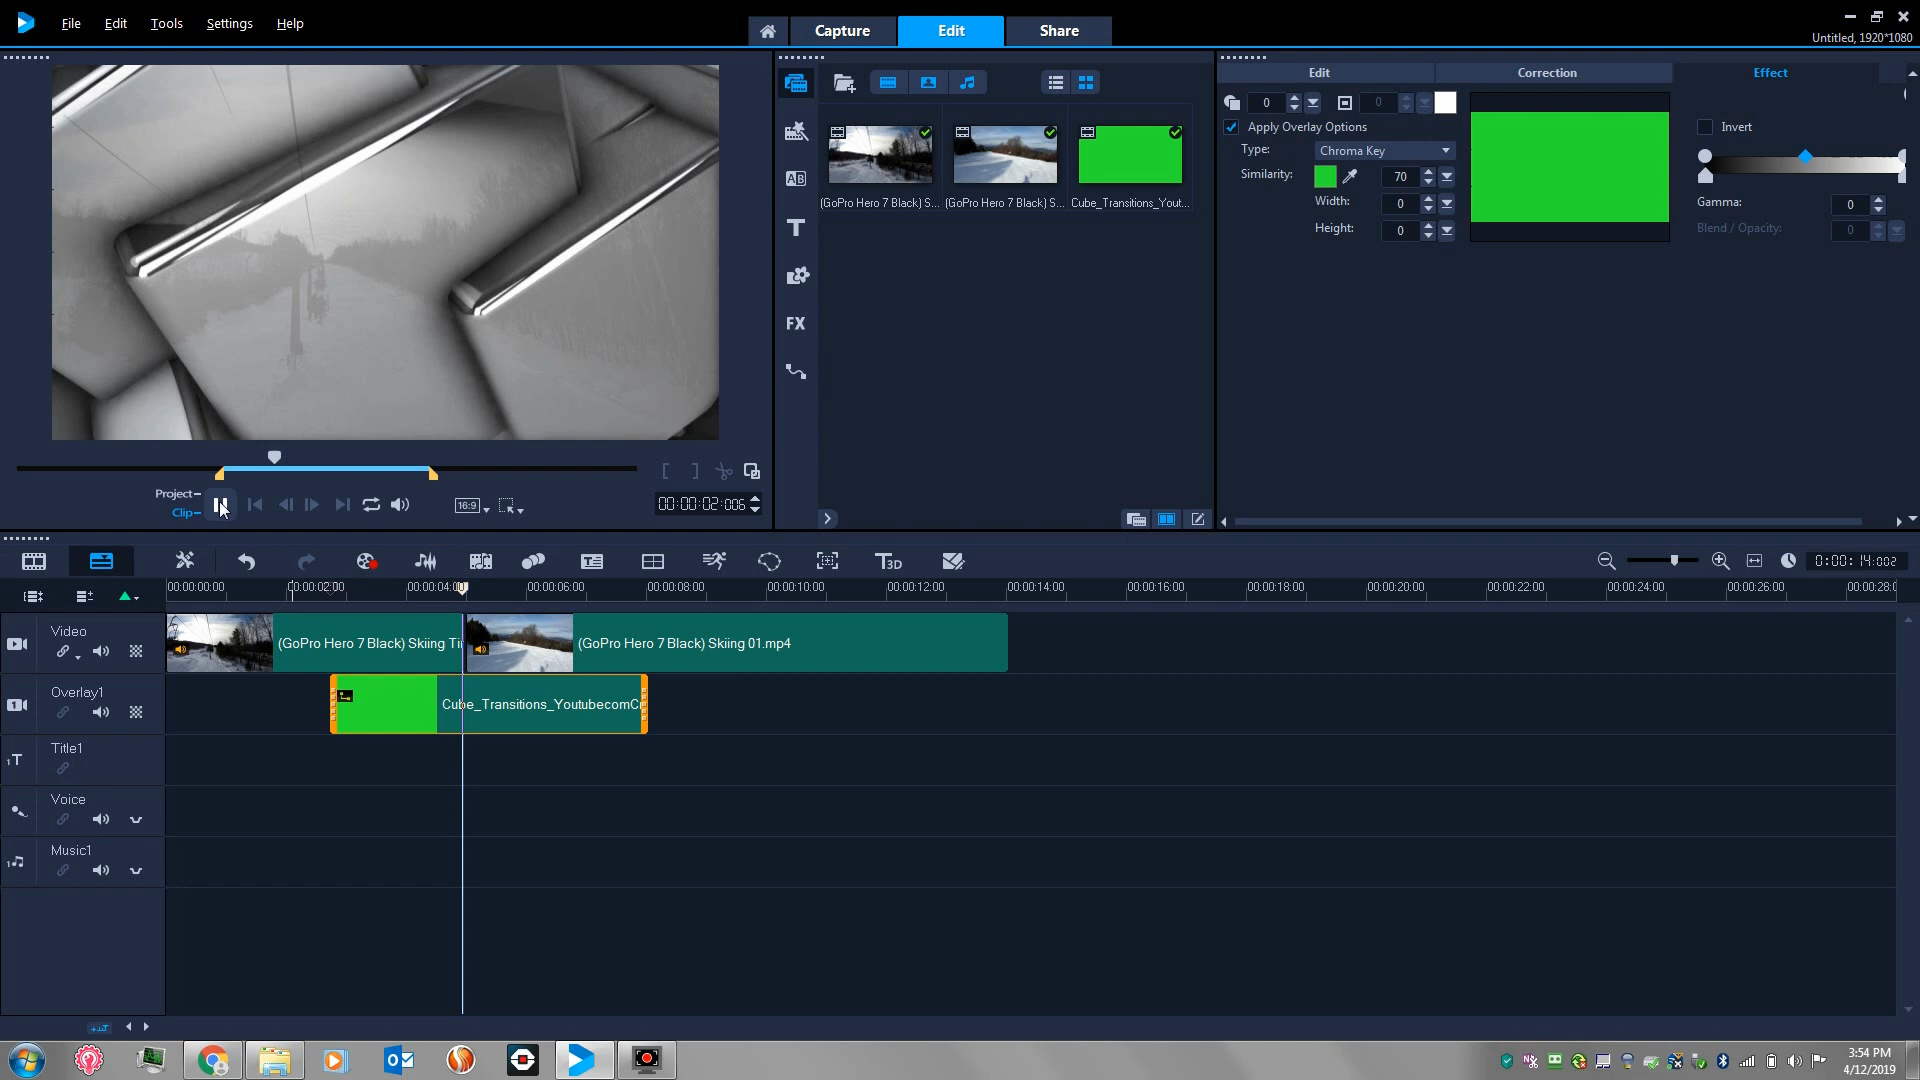 File Edit Tools Settings Help
Capture Edit Share
Untitled, 1920*1080
Edit Correction Effect
0 0
Apply Overlay Options
Type: Chroma Key
Similarity: 70
Width: 0
Height: 0
Invert
Gamma: 0
Blend / Opacity: 0
AB
T
FX
(GoPro Hero 7 Black) S... (GoPro Hero 7 Black) S... Cube_Transitions_Yout...
Project
Clip
16:9
00:00:02:006
T3D
0:00:14:002
00:00:00:00 00:00:02:00 00:00:04:00 00:00:06:00 00:00:08:00 00:00:10:00 00:00:12:00 00:00:14:00 00:00:16:00 00:00:18:00 00:00:20:00 00:00:22:00 00:00:24:00 00:00:26:00 00:00:28:0
Video
(GoPro Hero 7 Black) Skiing Ti
(GoPro Hero 7 Black) Skiing 01.mp4
Overlay1
Cube_Transitions_YoutubecomC
Title1
Voice
Music1
3:54 PM
4/12/2019